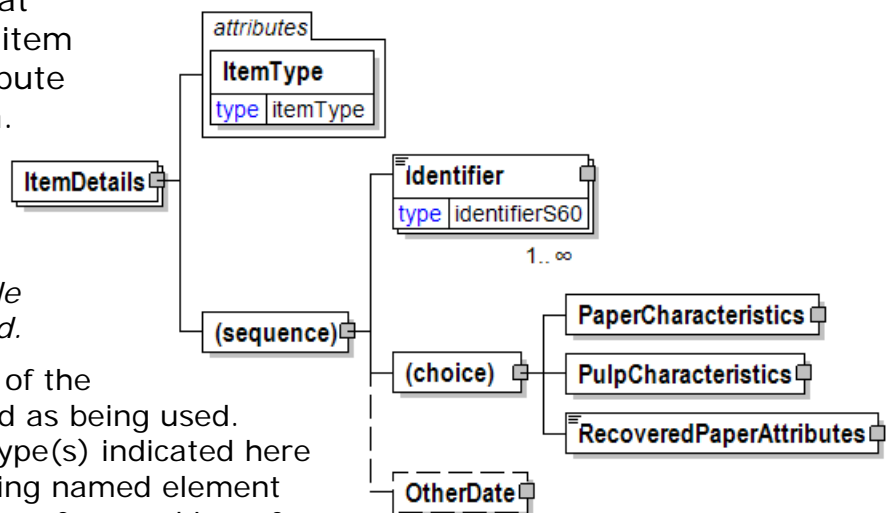 at
item
bute
.
attributes
ItemType
type itemType
ItemDetails
Identifier
type identifierS60
1.. ∞
le
d.
(sequence)
PaperCharacteristics
(choice)
PulpCharacteristics
RecoveredPaperAttributes
of the
d as being used.
ype(s) indicated here
ing named element
OtherDate